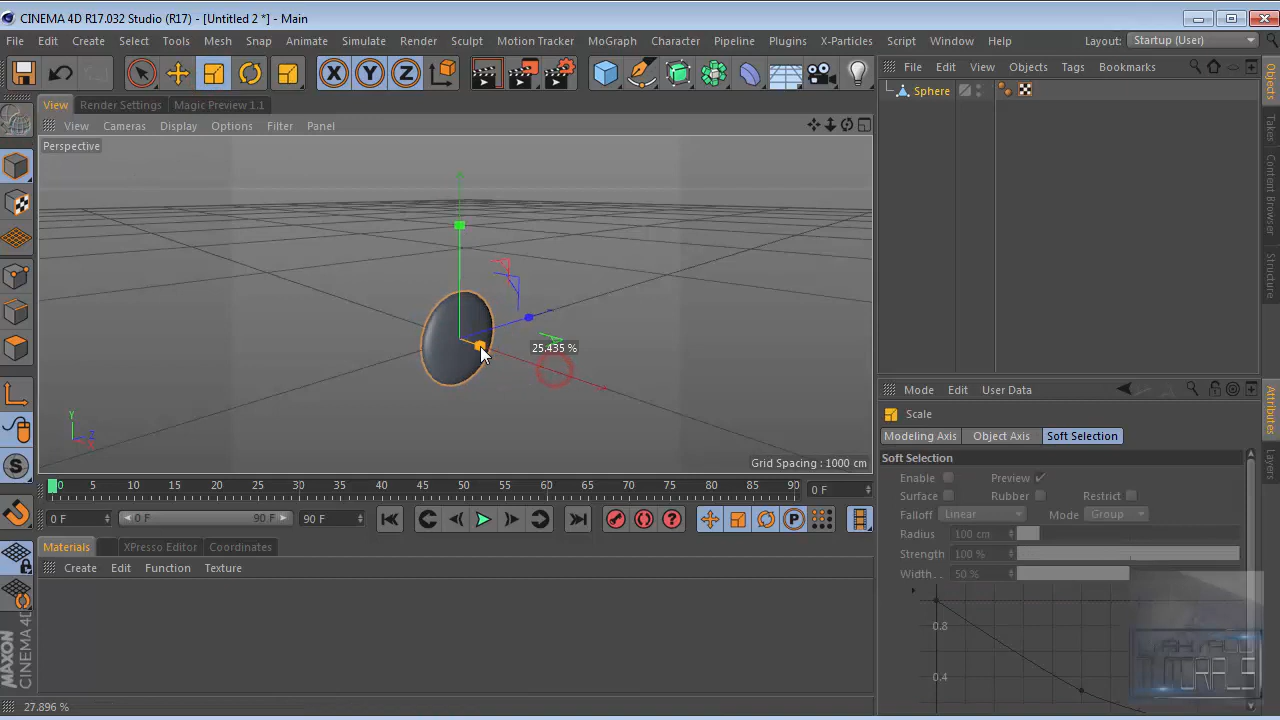 CINEMA 4D R17.032 Studio (R17) - [Untitled 2 *] - Main
File Edit Create Select Tools Mesh Snap Animate Simulate Render Sculpt Motion Tracker MoGraph Character Pipeline Plugins X-Particles Script Window Help Layout: Startup (User)
X Y Z
File Edit View Objects Tags Bookmarks
Sphere
View Render Settings Magic Preview 1.1
View Cameras Display Options Filter Panel
Perspective
25.435 %
Y
Z
X
Grid Spacing : 1000 cm
Objects
Takes
Content Browser
Structure
Attributes
Layers
Mode Edit User Data
Scale
Modeling Axis Object Axis Soft Selection
Soft Selection
Enable Preview
Surface Rubber Restrict
Falloff Linear Mode Group
Radius 100 cm
Strength 100 %
Width.. 50 %
0.8
0.4
0 5 10 15 20 25 30 35 40 45 50 55 60 65 70 75 80 85 90 0 F
0 F 0 F 90 F 90 F
P
S
Materials XPresso Editor Coordinates
Create Edit Function Texture
MAXON
CINEMA 4D
27.896 %